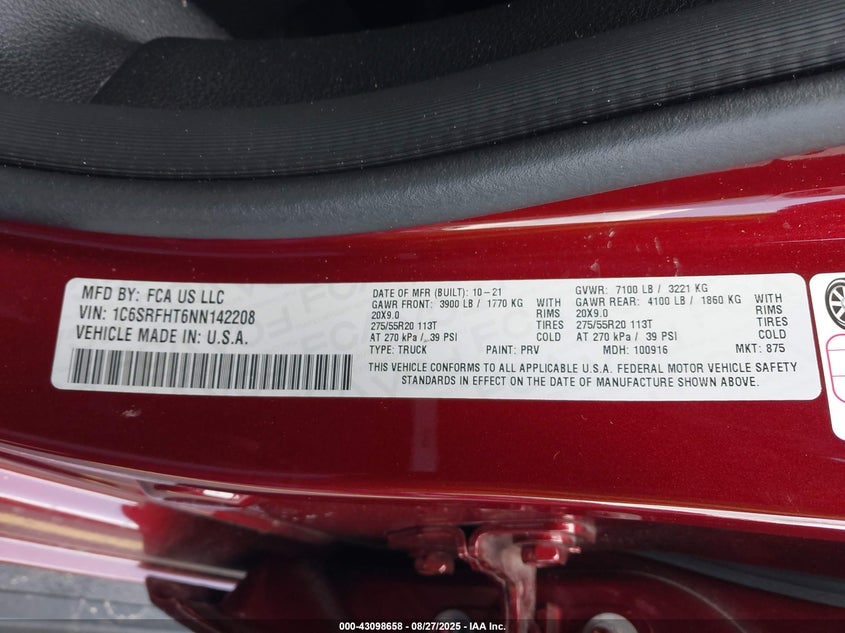 MFD BY: FCA US LLC
VIN: 1C6SRFHT6NN142208
VEHICLE MADE IN U.S.A.
DATE OF MFR (BUILT): 10-21 GVWR: 7100 LB / 3221 KG
GAWR FRONT: 3900 LB / 1770 KG WITH GAWR REAR: 4100 LB / 1860 KG WITH
20X9.0 RIMS 20X9.0 RIMS
275/55R20 113T TIRES 275/55R20 113T TIRES
AT 270 kPa / 39 PSI COLD AT 270 kPa / 39 PSI COLD
TYPE: TRUCK PAINT: PRV MDH: 100916 MKT: 875
THIS VEHICLE CONFORMS TO ALL APPLICABLE U.S.A. FEDERAL MOTOR VEHICLE SAFETY
STANDARDS IN EFFECT ON THE DATE OF MANUFACTURE SHOWN ABOVE.
000-43098658 - 08/27/2025 - IAA Inc.